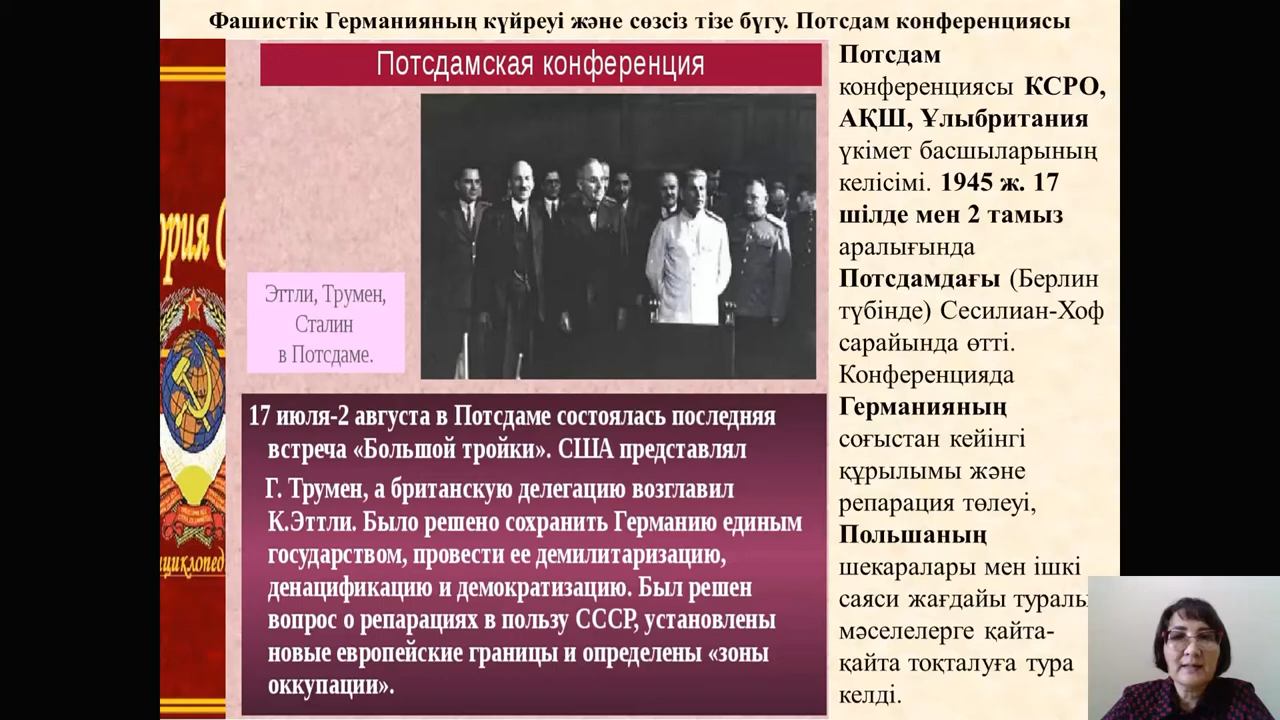 Фашистік Германияның күйреуі және сөзсіз тізе бүгу. Потсдам конференциясы
Потсдамская конференция
Эттли, Трумен,
Сталин
в Потсдаме.
17 июля-2 августа в Потсдаме состоялась последняя
встреча «Большой тройки». США представлял
Г. Трумен, а британскую делегацию возглавил
К.Эттли. Было решено сохранить Германию единым
государством, провести ее демилитаризацию,
денацификацию и демократизацию. Был решен
вопрос о репарациях в пользу СССР, установлены
новые европейские границы и определены «зоны
оккупации».
Потсдам
конференциясы КСРО,
АҚШ, Ұлыбритания
үкімет басшыларының
келісімі. 1945 ж. 17
шілде мен 2 тамыз
аралығында
Потсдамдағы (Берлин
түбінде) Сесилиан-Хоф
сарайында өтті.
Конференцияда
Германияның
соғыстан кейінгі
құрылымы және
репарация төлеуі,
Польшаның
шекаралары мен ішкі
саяси жағдайы туралы
мәселелерге қайта-
қайта тоқталуға тура
келді.